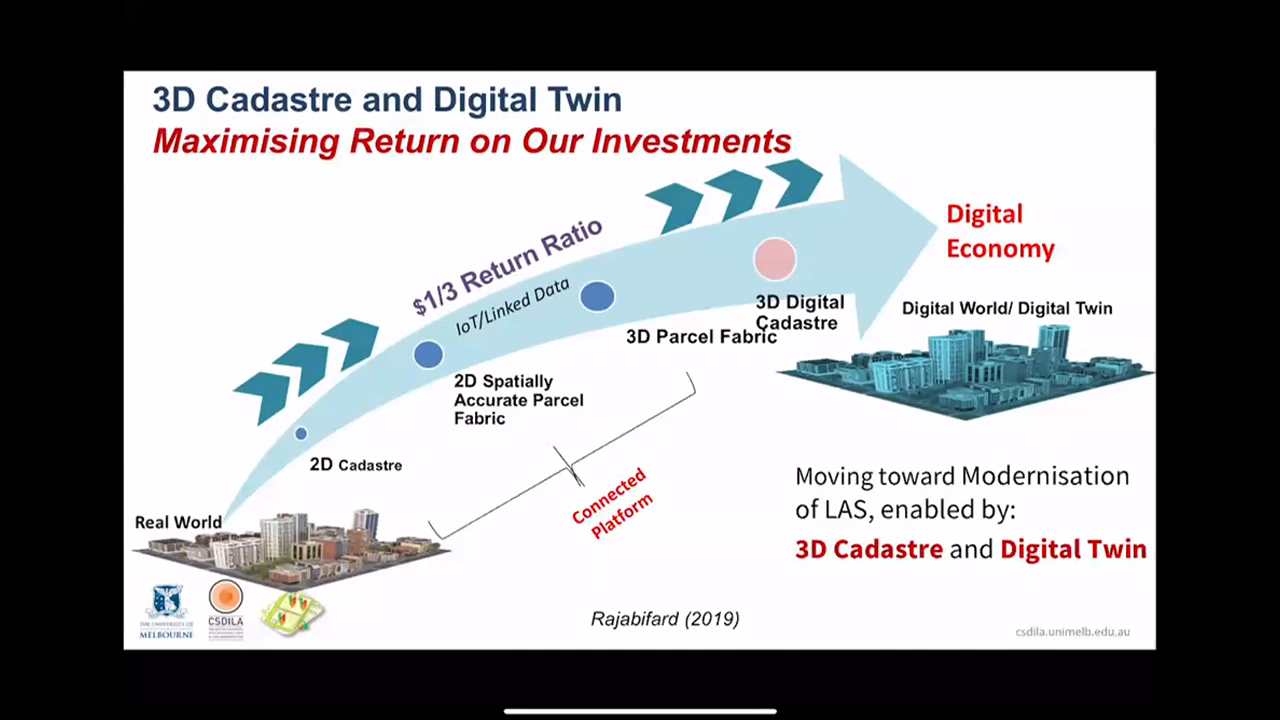 3D Cadastre and Digital Twin
Maximising Return on Our Investments
$1/3 Return Ratio
IoT/Linked Data
Digital
Economy
3D Digital
Cadastre
Digital World/ Digital Twin
3D Parcel Fabric
2D Spatially
Accurate Parcel
Fabric
2D Cadastre
Connected
Platform
Moving toward Modernisation
of LAS, enabled by:
3D Cadastre and Digital Twin
Real World
THE UNIVERSITY OF
MELBOURNE
CSDILA
Rajabifard (2019)
csdila.unimelb.edu.au